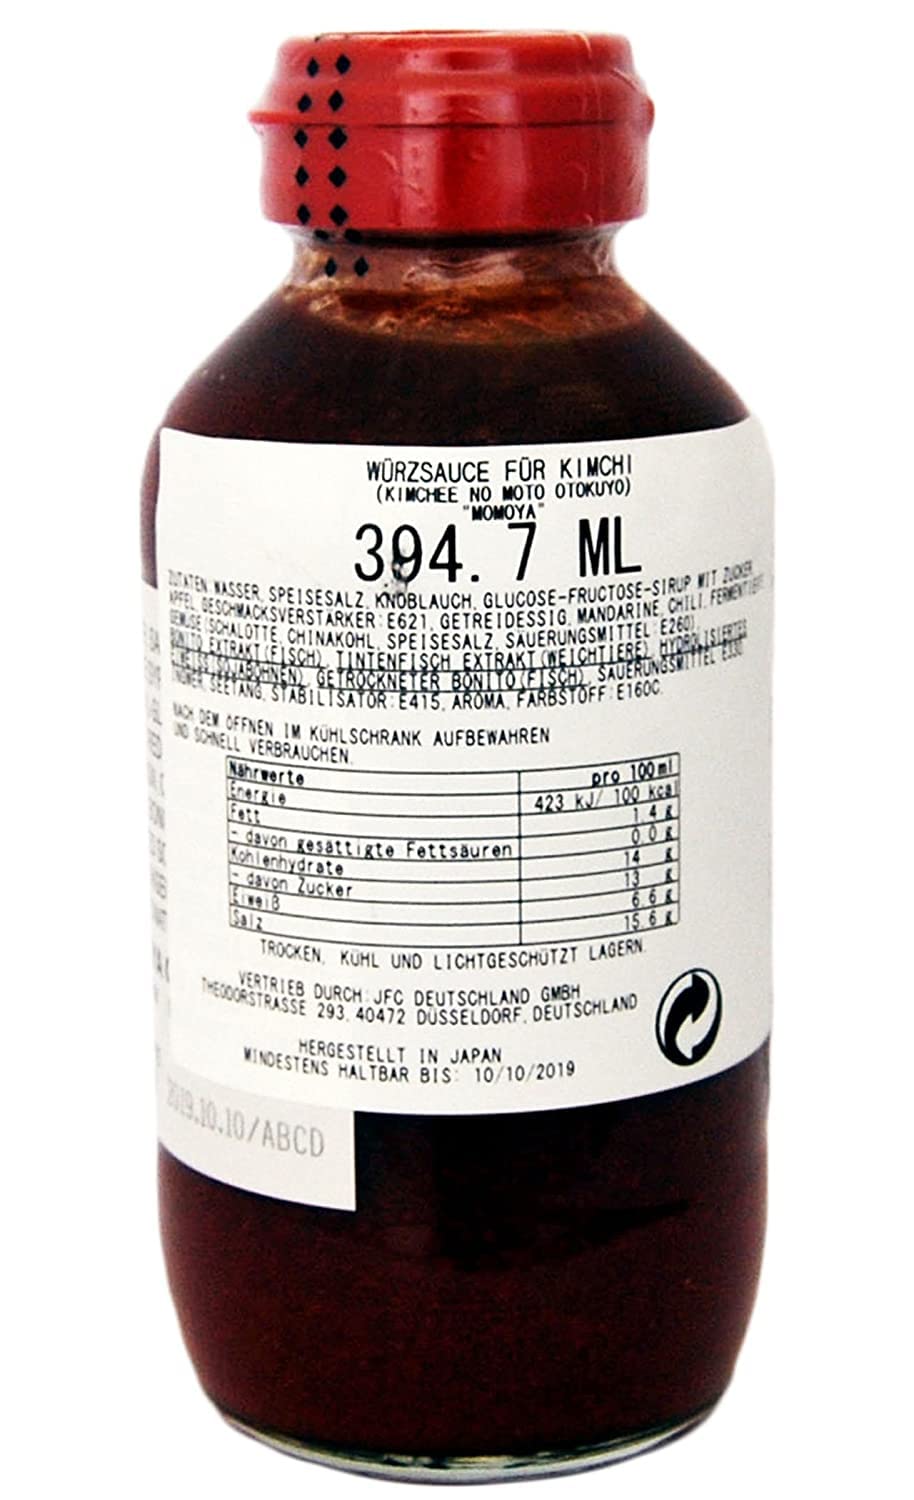 WÜRZSAUCE FÜR KIMCHI
(KIMCHEE NO MOTO OTOKUYO)
"MOMOYA"
394.7 ML
ZUTATEN WASSER, SPEISESALZ, KNOBLAUCH, GLUCOSE-FRUCTOSE-SIRUP MIT ZUCKER,
APFEL, GESCHMACKSVERSTÄRKER:E621, GETREIDEESSIG, MANDARINE, CHILI, FERMENTIERT
GEMÜSE (SCHALOTTE, CHINAKOHL, SPEISESALZ, SÄUERUNGSMITTEL:E260),
BONITO EXTRAKT(FISCH), TINTENFISCH EXTRAKT(WEICHTIERE), HYDROLISIERTES
EIWEISS(SOJABOHNEN), GETROCKNETER BONITO(FISCH), SÄUERUNGSMITTEL E330,
INGWER, SEETANG, STABILISATOR:E415, AROMA, FARBSTOFF:E160C.
NACH DEM ÖFFNEN IM KÜHLSCHRANK AUFBEWAHREN
UND SCHNELL VERBRAUCHEN.
Nährwerte pro 100ml
Energie 423 kJ/ 100 kcal
Fett 1.4 g
- davon gesättigte Fettsäuren 0.0 g
Kohlenhydrate 14 g
- davon Zucker 13 g
Eiweiß 6.6 g
Salz 15.6 g
TROCKEN, KÜHL UND LICHTGESCHÜTZT LAGERN.
VERTRIEB DURCH:JFC DEUTSCHLAND GMBH
THEODORSTRASSE 293, 40472 DÜSSELDORF, DEUTSCHLAND
HERGESTELLT IN JAPAN
MINDESTENS HALTBAR BIS: 10/10/2019
2019.10.10/ABCD